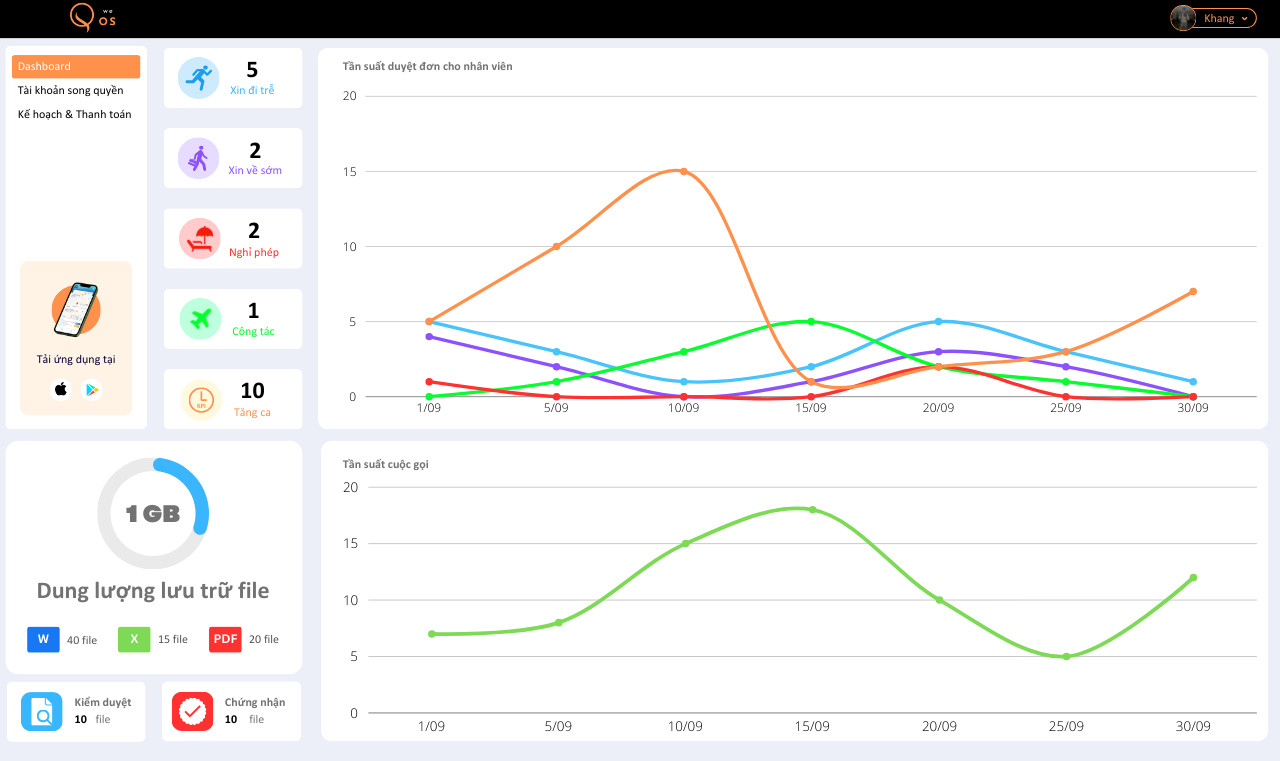 we
OS
Khang
Dashboard
Tài khoản song quyền
Kế hoạch & Thanh toán
Tải ứng dụng tại
5
Xin đi trễ
2
Xin về sớm
2
Nghỉ phép
1
Công tác
KPI
10
Tăng ca
Tần suất duyệt đơn cho nhân viên
20
15
10
5
0
1/09 5/09 10/09 15/09 20/09 25/09 30/09
1 GB
Dung lượng lưu trữ file
W 40 file X 15 file PDF 20 file
Kiểm duyệt
10 file
Chứng nhận
10 file
Tần suất cuộc gọi
20
15
10
5
0
1/09 5/09 10/09 15/09 20/09 25/09 30/09